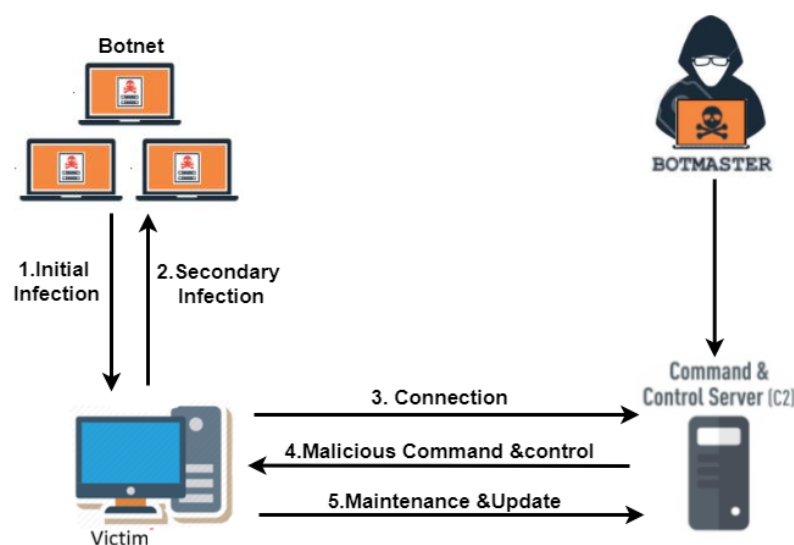 Botnet
BOTMASTER
1.Initial
Infection
2.Secondary
Infection
Command &
Control Server (C2)
3. Connection
4.Malicious Command &control
5.Maintenance &Update
Victim